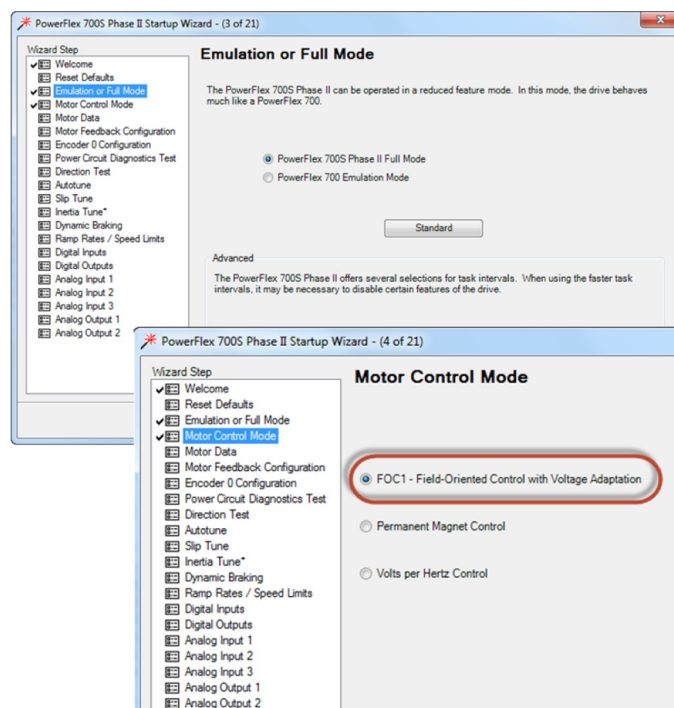 PowerFlex 700S Phase II Startup Wizard - (3 of 21)
Wizard Step
Welcome
Reset Defaults
Emulation or Full Mode
Motor Control Mode
Motor Data
Motor Feedback Configuration
Encoder 0 Configuration
Power Circuit Diagnostics Test
Direction Test
Autotune
Slip Tune
Inertia Tune*
Dynamic Braking
Ramp Rates / Speed Limits
Digital Inputs
Digital Outputs
Analog Input 1
Analog Input 2
Analog Input 3
Analog Output 1
Analog Output 2
Emulation or Full Mode
The PowerFlex 700S Phase II can be operated in a reduced feature mode. In this mode, the drive behaves
much like a PowerFlex 700.
PowerFlex 700S Phase II Full Mode
PowerFlex 700 Emulation Mode
Standard
Advanced
The PowerFlex 700S Phase II offers several selections for task intervals. When using the faster task
intervals, it may be necessary to disable certain features of the drive.
PowerFlex 700S Phase II Startup Wizard - (4 of 21)
Wizard Step
Welcome
Reset Defaults
Emulation or Full Mode
Motor Control Mode
Motor Data
Motor Feedback Configuration
Encoder 0 Configuration
Power Circuit Diagnostics Test
Direction Test
Autotune
Slip Tune
Inertia Tune*
Dynamic Braking
Ramp Rates / Speed Limits
Digital Inputs
Digital Outputs
Analog Input 1
Analog Input 2
Analog Input 3
Analog Output 1
Analog Output 2
Motor Control Mode
FOC1 - Field-Oriented Control with Voltage Adaptation
Permanent Magnet Control
Volts per Hertz Control